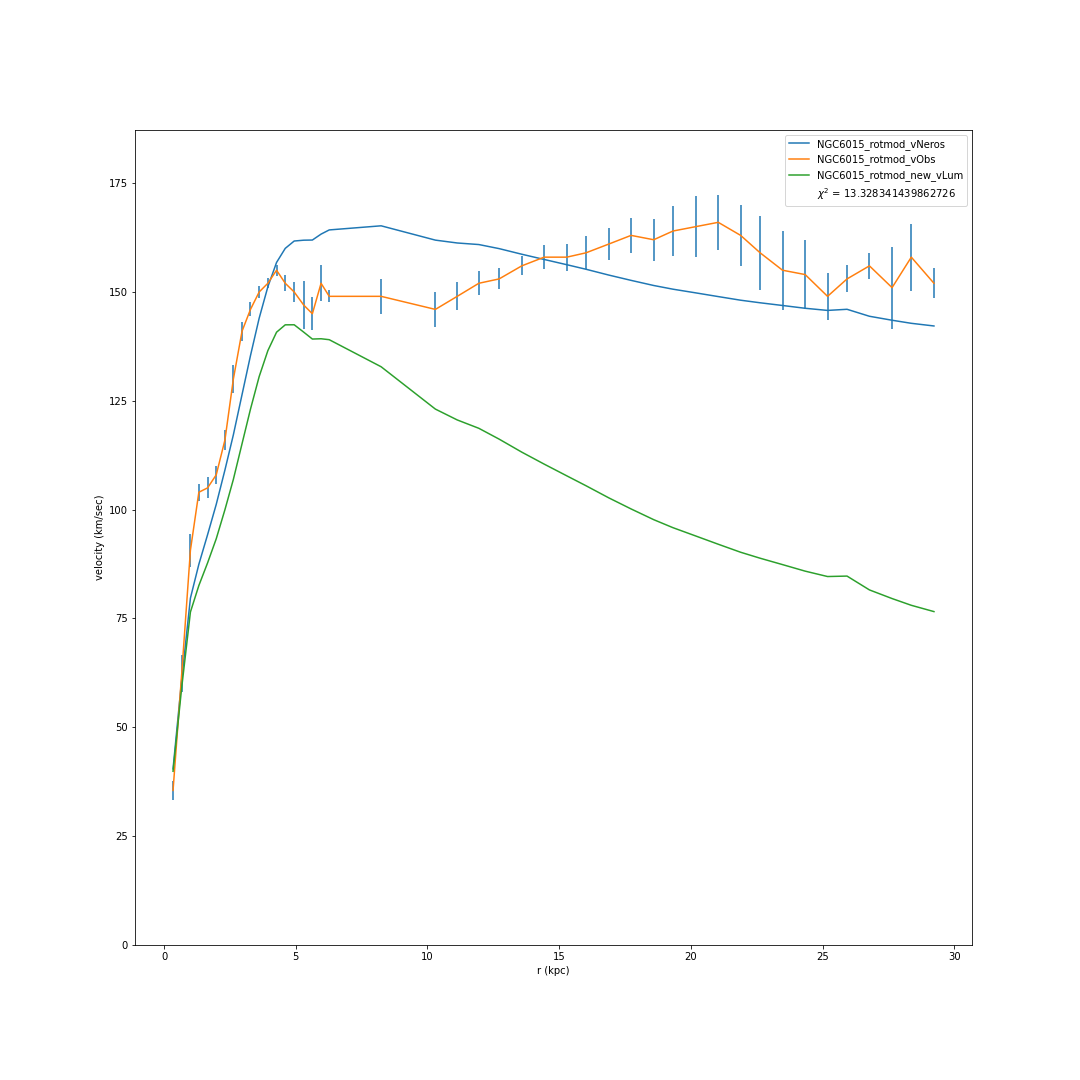 NGC6015_rotmod_vNeros
NGC6015_rotmod_vObs
NGC6015_rotmod_new_vLum
χ² = 13.328341439862726
175
150
125
100
75
50
25
0
velocity (km/sec)
0 5 10 15 20 25 30
r (kpc)